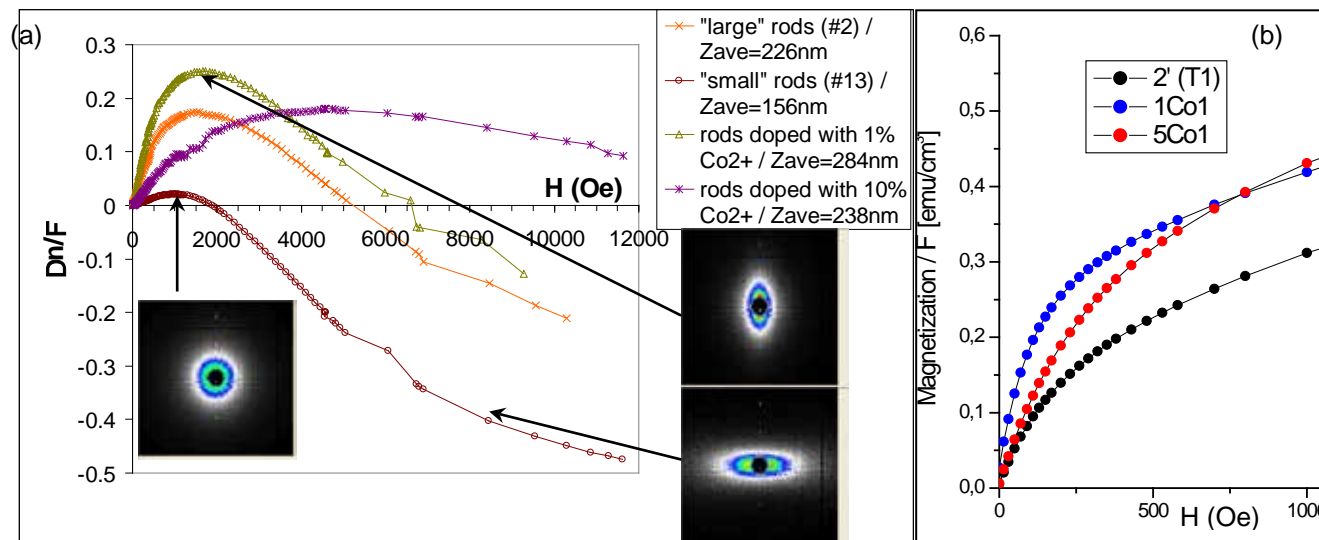 (a)
0.3
0.2
0.1
0
-0.1
-0.2
-0.3
-0.4
-0.5
Dn/F
0 2000 4000 6000 8000 10000 12000
H (Oe)
"large" rods (#2) /
Zave=226nm
"small" rods (#13) /
Zave=156nm
rods doped with 1%
Co2+ / Zave=284nm
rods doped with 10%
Co2+ / Zave=238nm
(b)
2' (T1)
1Co1
5Co1
0,6
0,5
0,4
0,3
0,2
0,1
0,0
Magnetization / F [emu/cm³]
0 500 1000
H (Oe)